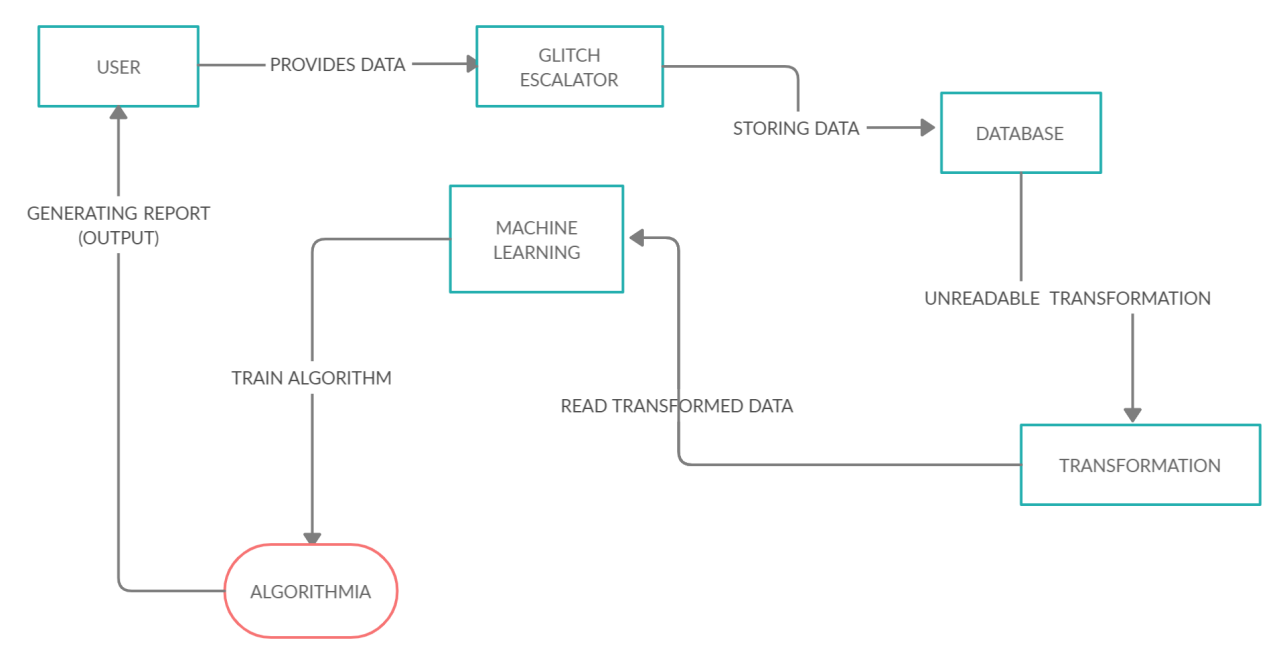 USER
PROVIDES DATA
GLITCH
ESCALATOR
STORING DATA
DATABASE
GENERATING REPORT
(OUTPUT)
MACHINE
LEARNING
UNREADABLE TRANSFORMATION
TRAIN ALGORITHM
READ TRANSFORMED DATA
TRANSFORMATION
ALGORITHMIA